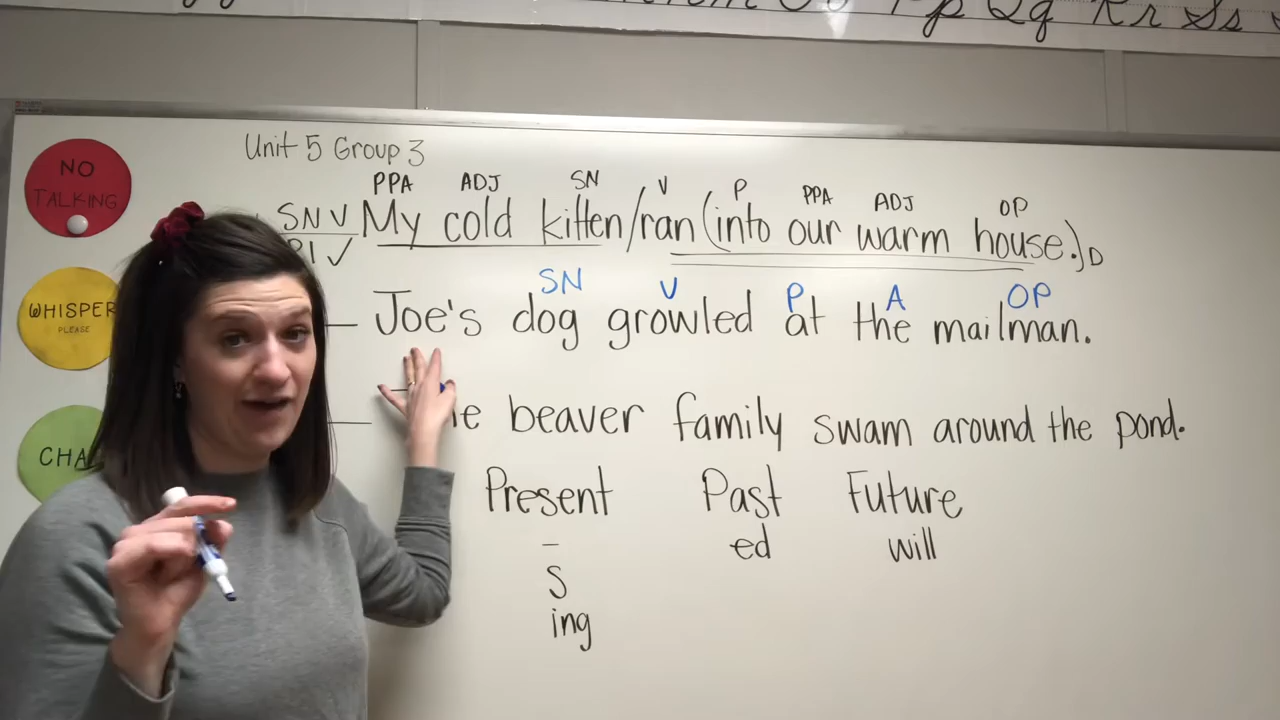 Pp Qq Rr Ss
NO
TALKING
WHISPER
PLEASE
Unit 5 Group 3
PPA ADJ SN V P PPA ADJ OP
SN V My cold kitten/ran (into our warm house.) D
P1 ✓
SN V P A OP
Joe's dog growled at the mailman.
beaver family swam around the pond.
Present Past Future
– ed will
s
ing